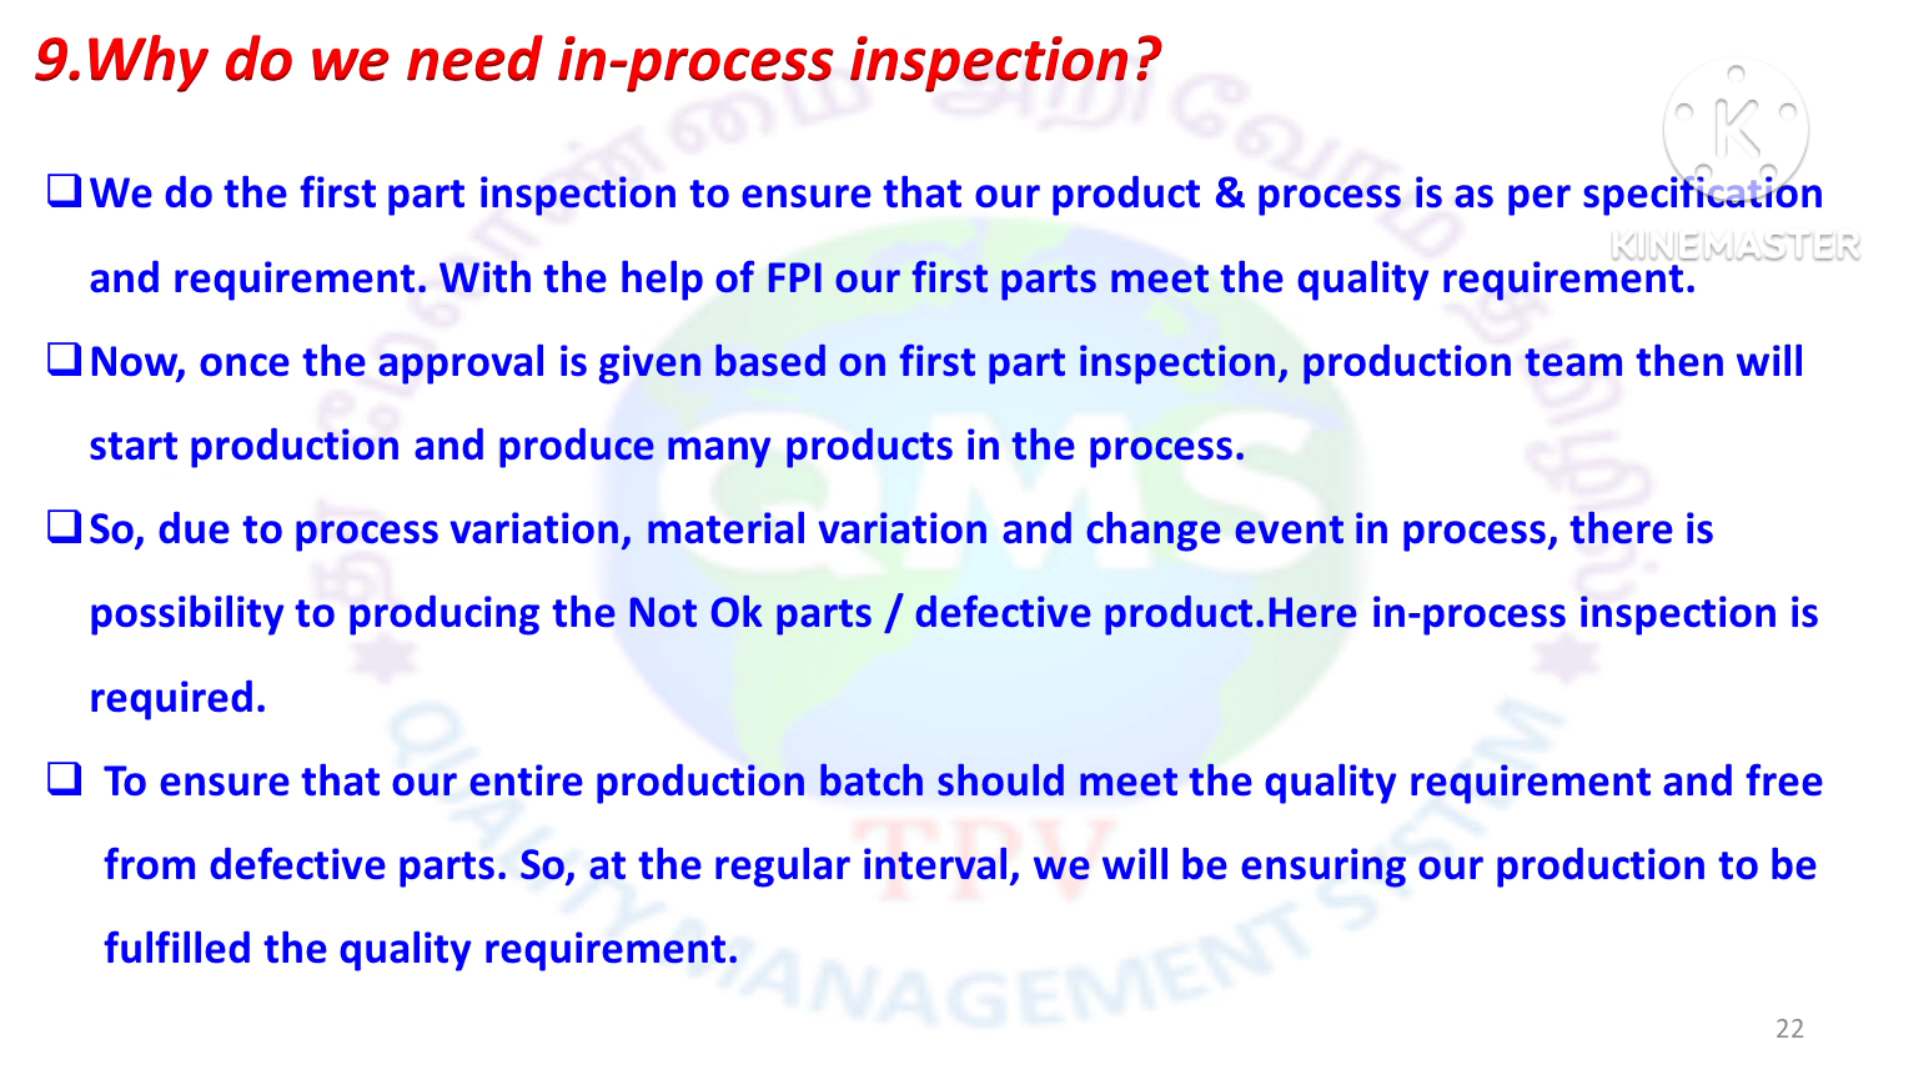 9.Why do we need in-process inspection?
We do the first part inspection to ensure that our product & process is as per specification
and requirement. With the help of FPI our first parts meet the quality requirement.
KINEMASTER
Now, once the approval is given based on first part inspection, production team then will
start production and produce many products in the process.
So, due to process variation, material variation and change event in process, there is
possibility to producing the Not Ok parts / defective product.Here in-process inspection is
required.
To ensure that our entire production batch should meet the quality requirement and free
from defective parts. So, at the regular interval, we will be ensuring our production to be
fulfilled the quality requirement.
தர மேலாண்மை அறிவோம் தமிழில்
QMS
TPV
QUALITY MANAGEMENT SYSTEM
K
22